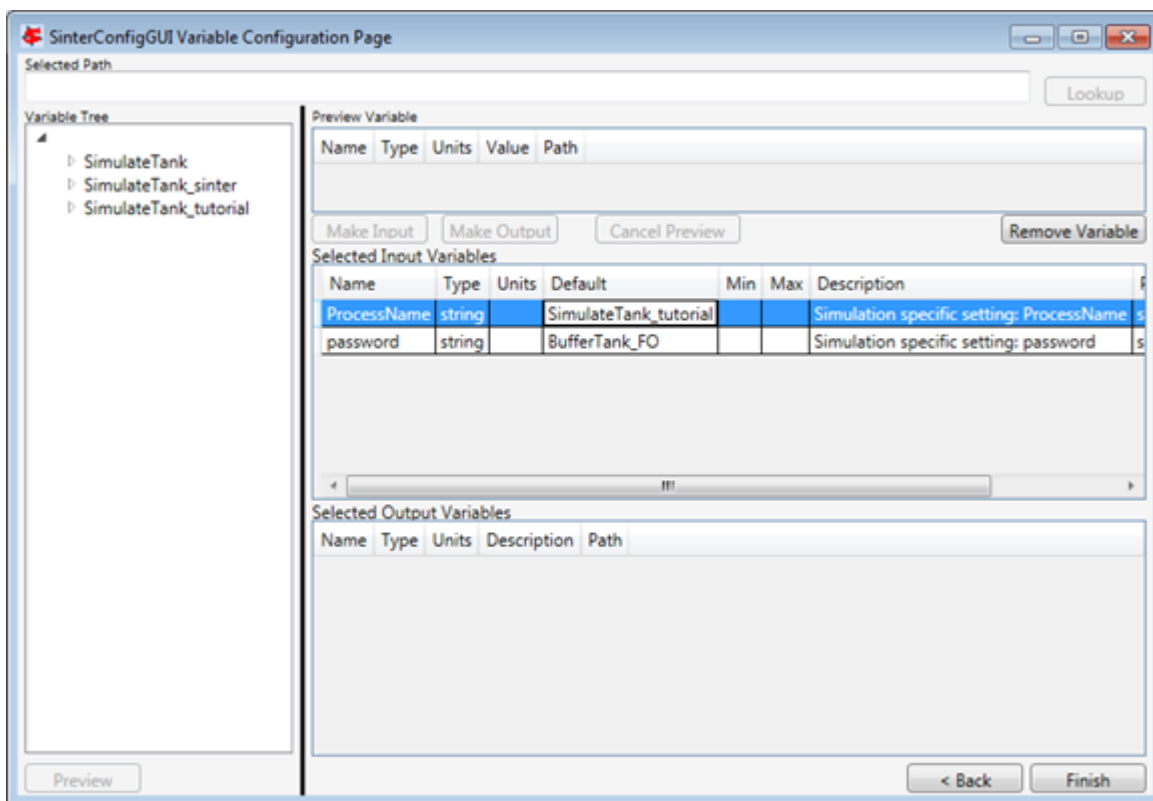 SinterConfigGUI Variable Configuration Page
Selected Path
Lookup
Variable Tree
SimulateTank
SimulateTank_sinter
SimulateTank_tutorial
Preview
Preview Variable
Name Type Units Value Path
Make Input Make Output Cancel Preview Remove Variable
Selected Input Variables
Name Type Units Default Min Max Description
ProcessName string SimulateTank_tutorial Simulation specific setting: ProcessName s
password string BufferTank_FO Simulation specific setting: password s
Selected Output Variables
Name Type Units Description Path
< Back Finish